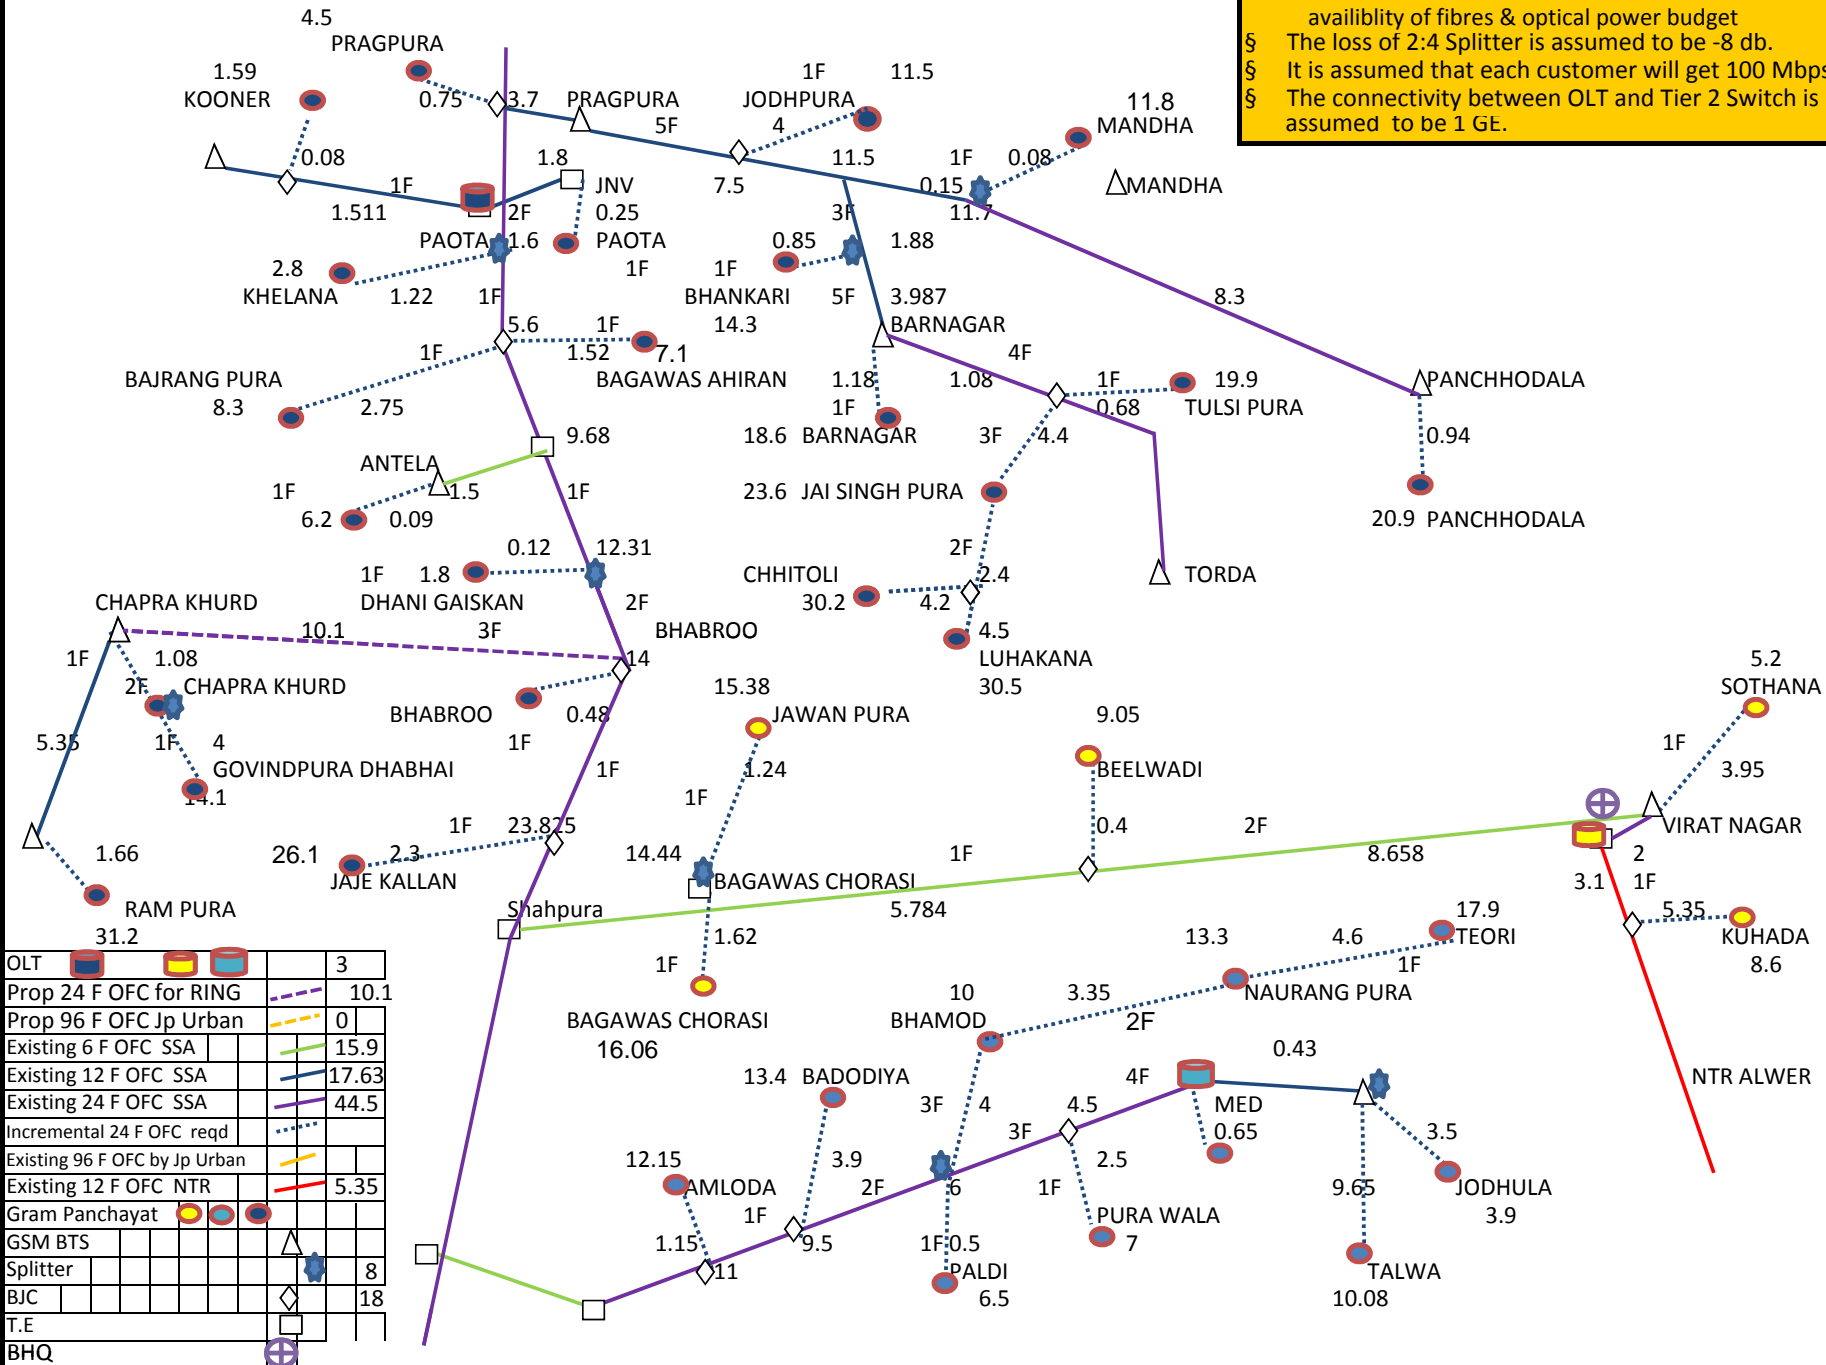 availiblity of fibres & optical power budget
§ The loss of 2:4 Splitter is assumed to be -8 db.
§ It is assumed that each customer will get 100 Mbps
§ The connectivity between OLT and Tier 2 Switch is
assumed to be 1 GE.
4.5
PRAGPURA
1.59
KOONER
0.75
3.7
PRAGPURA
5F
1F
11.5
JODHPURA
4
11.8
MANDHA
0.08
1.8
11.5
1F
0.08
1F
JNV
7.5
0.15
MANDHA
1.511
2F
0.25
3F
11.7
PAOTA
1.6
PAOTA
0.85
1.88
2.8
1F
1F
KHELANA
1.22
1F
BHANKARI
5F
3.987
8.3
5.6
1F
14.3
BARNAGAR
1F
1.52
7.1
4F
BAJRANG PURA
BAGAWAS AHIRAN
1.18
1.08
1F
19.9
PANCHHODALA
8.3
2.75
1F
0.68
TULSI PURA
9.68
18.6
BARNAGAR
3F
4.4
0.94
ANTELA
1F
1.5
1F
23.6
JAI SINGH PURA
6.2
0.09
20.9
PANCHHODALA
0.12
12.31
2F
1F
1.8
CHHITOLI
2.4
TORDA
CHAPRA KHURD
DHANI GAISKAN
2F
30.2
4.2
10.1
3F
BHABROO
4.5
1F
1.08
14
LUHAKANA
5.2
2F
CHAPRA KHURD
15.38
30.5
SOTHANA
BHABROO
0.48
JAWAN PURA
9.05
5.35
1F
4
1F
1F
GOVINDPURA DHABHAI
1F
1.24
BEELWADI
3.95
14.1
1F
1F
23.825
0.4
2F
VIRAT NAGAR
1.66
26.1
2.3
14.44
1F
8.658
2
JAJE KALLAN
BAGAWAS CHORASI
3.1
1F
RAM PURA
Shahpura
5.784
17.9
5.35
31.2
1.62
13.3
4.6
TEORI
KUHADA
1F
1F
8.6
10
3.35
NAURANG PURA
BAGAWAS CHORASI
BHAMOD
2F
16.06
0.43
13.4
BADODIYA
4F
NTR ALWER
3F
4
4.5
MED
3F
0.65
3.5
12.15
3.9
2.5
AMLODA
2F
6
1F
9.65
JODHULA
1F
PURA WALA
3.9
1.15
9.5
1F
0.5
7
11
PALDI
TALWA
6.5
10.08
OLT 3
Prop 24 F OFC for RING 10.1
Prop 96 F OFC Jp Urban 0
Existing 6 F OFC SSA 15.9
Existing 12 F OFC SSA 17.63
Existing 24 F OFC SSA 44.5
Incremental 24 F OFC reqd
Existing 96 F OFC by Jp Urban
Existing 12 F OFC NTR 5.35
Gram Panchayat
GSM BTS
Splitter 8
BJC 18
T.E
BHQ